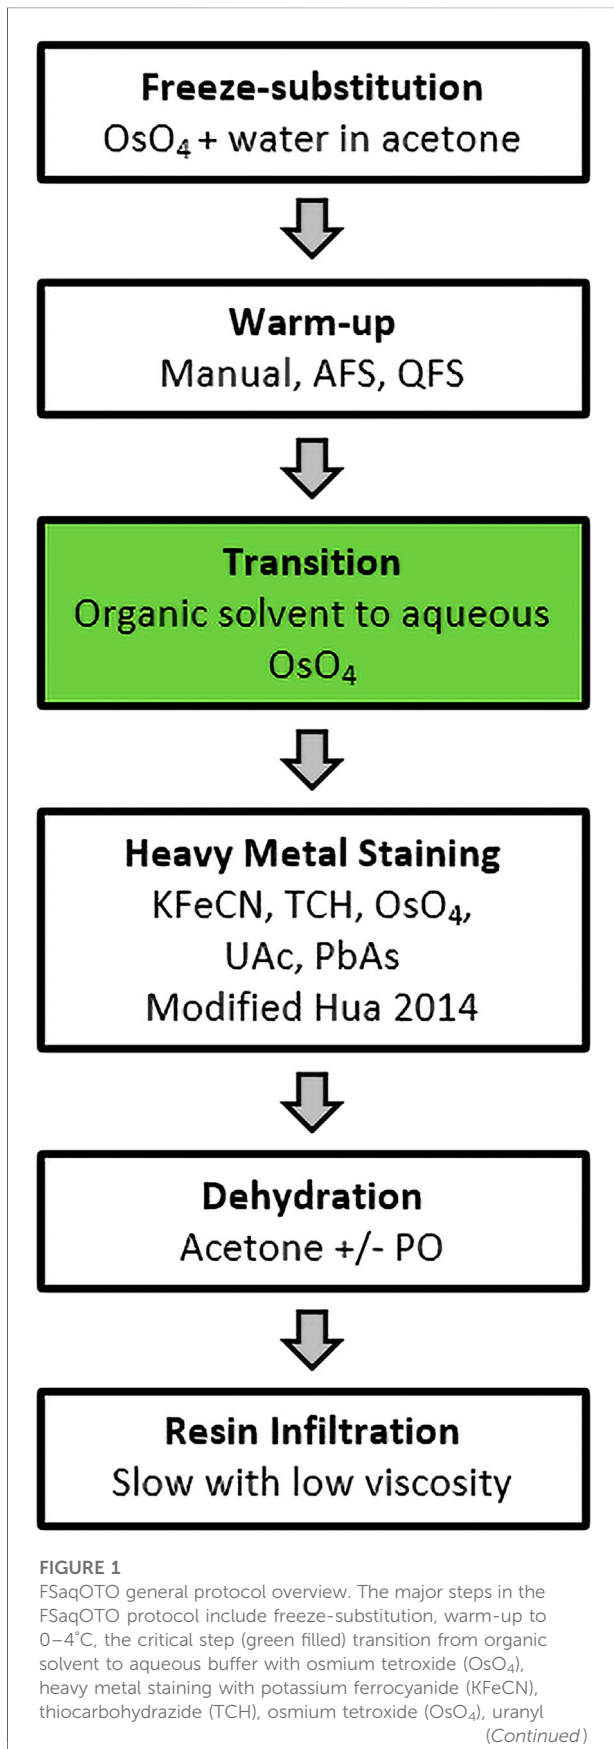 Freeze-substitution
OsO₄ + water in acetone
Warm-up
Manual, AFS, QFS
Transition
Organic solvent to aqueous
OsO₄
Heavy Metal Staining
KFeCN, TCH, OsO₄,
UAc, PbAs
Modified Hua 2014
Dehydration
Acetone +/- PO
Resin Infiltration
Slow with low viscosity
FIGURE 1
FSaqOTO general protocol overview. The major steps in the
FSaqOTO protocol include freeze-substitution, warm-up to
0–4°C, the critical step (green filled) transition from organic
solvent to aqueous buffer with osmium tetroxide (OsO₄),
heavy metal staining with potassium ferrocyanide (KFeCN),
thiocarbohydrazide (TCH), osmium tetroxide (OsO₄), uranyl
(Continued)